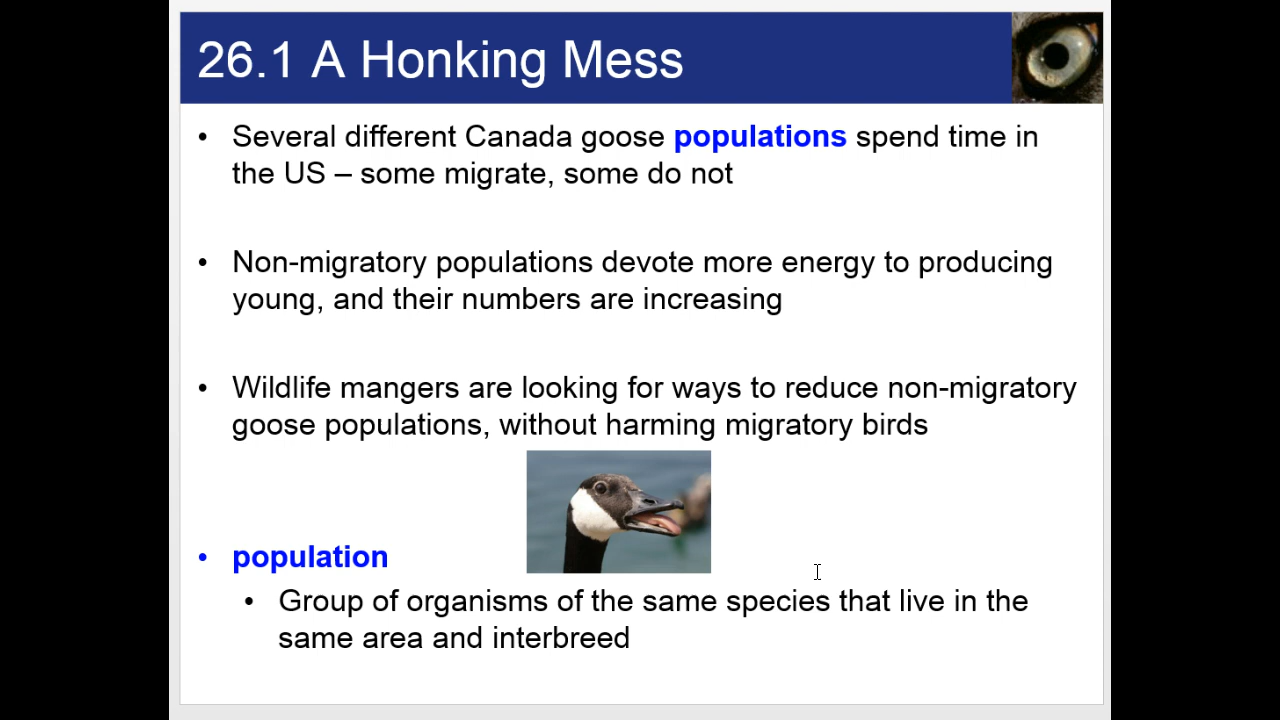 26.1 A Honking Mess
• Several different Canada goose populations spend time in
the US – some migrate, some do not
• Non-migratory populations devote more energy to producing
young, and their numbers are increasing
• Wildlife mangers are looking for ways to reduce non-migratory
goose populations, without harming migratory birds
• population
• Group of organisms of the same species that live in the
same area and interbreed